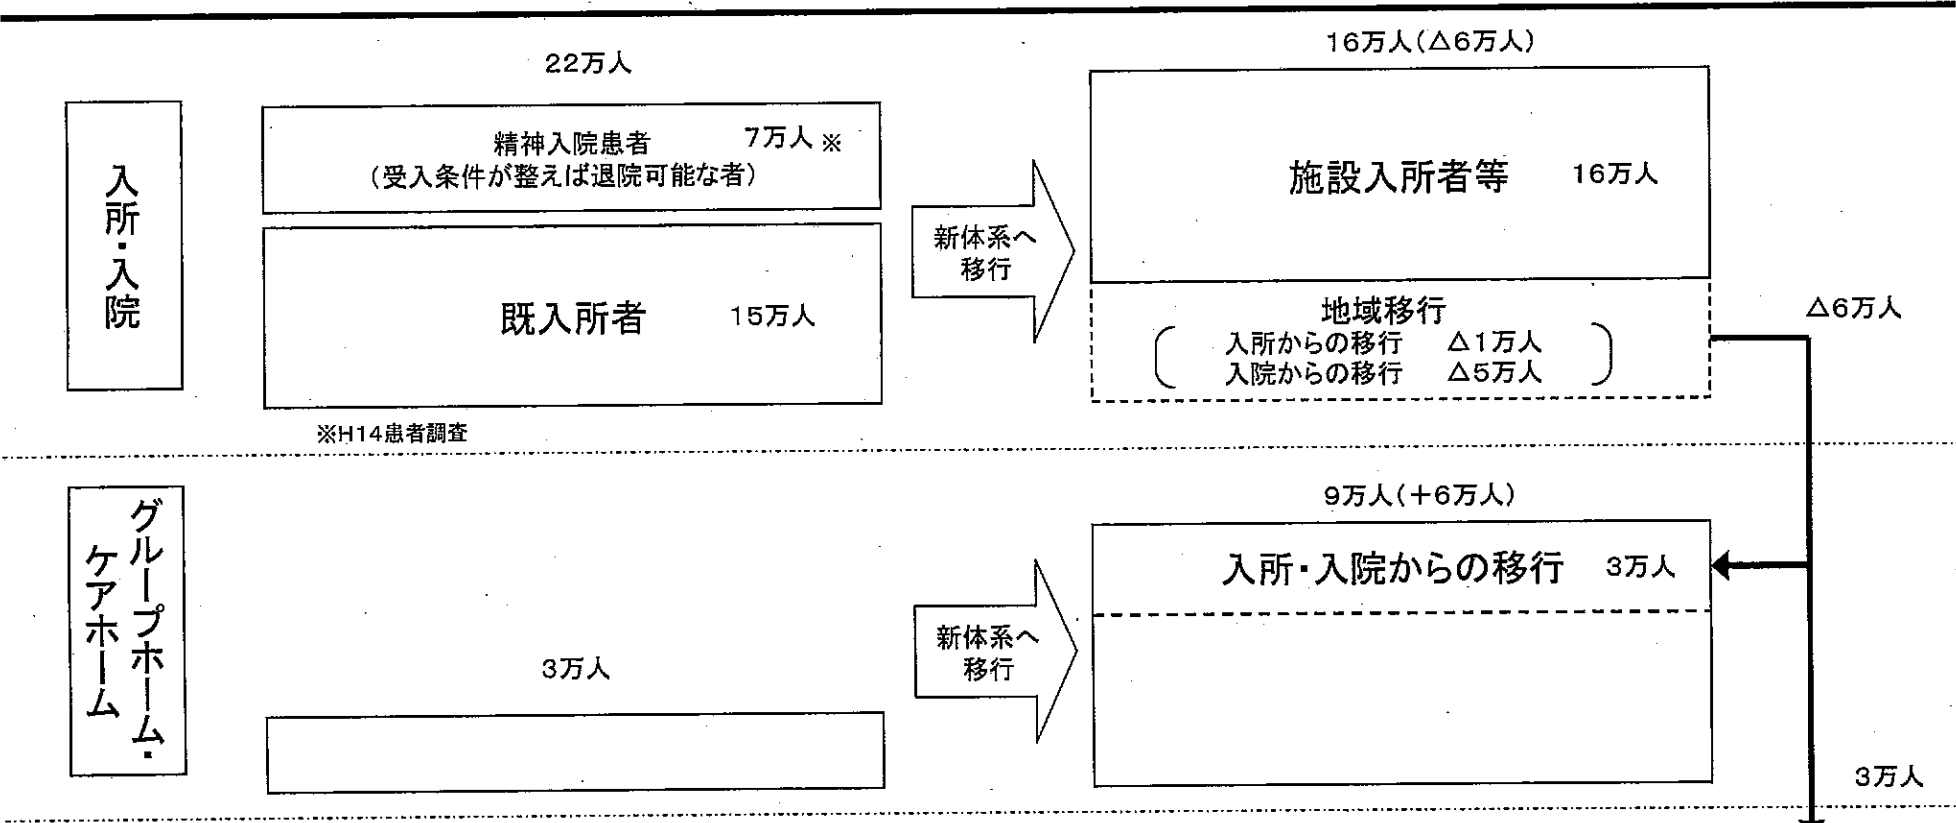 22万人
16万人(△6万人)
入所・入院
精神入院患者 7万人※
(受入条件が整えば退院可能な者)
既入所者 15万人
※H14患者調査
新体系へ
移行
施設入所者等 16万人
地域移行
入所からの移行 △1万人
入院からの移行 △5万人
△6万人
グループホーム・
ケアホーム
3万人
新体系へ
移行
9万人(+6万人)
入所・入院からの移行 3万人
3万人